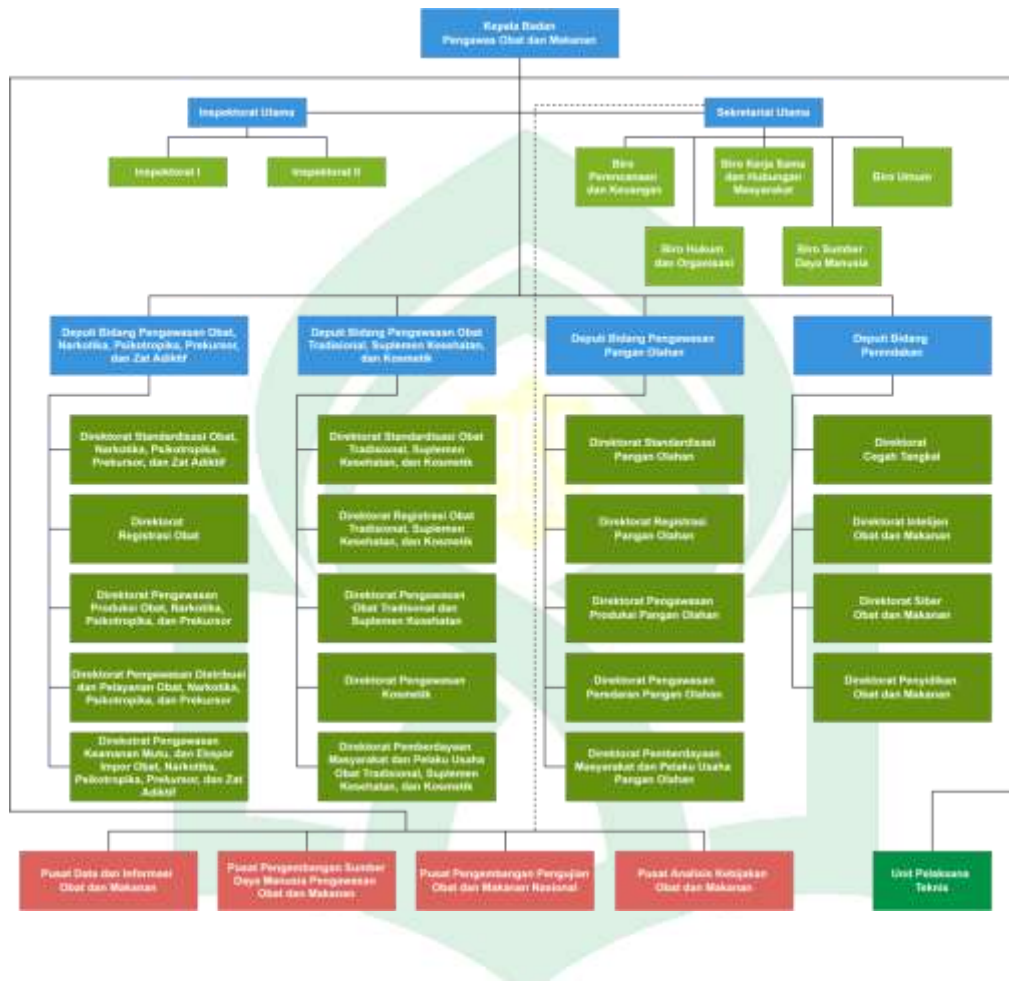 Kepala Badan
Pengawas Obat dan Makanan
Inspektorat Utama
Sekretariat Utama
Inspektorat I
Inspektorat II
Biro
Perencanaan
dan Keuangan
Biro Kerja Sama
dan Hubungan
Masyarakat
Biro Umum
Biro Hukum
dan Organisasi
Biro Sumber
Daya Manusia
Deputi Bidang Pengawasan Obat,
Narkotika, Psikotropika, Prekursor,
dan Zat Adiktif
Deputi Bidang Pengawasan Obat
Tradisional, Suplemen Kesehatan,
dan Kosmetik
Deputi Bidang Pengawasan
Pangan Olahan
Deputi Bidang
Penindakan
Direktorat Standardisasi Obat,
Narkotika, Psikotropika,
Prekursor, dan Zat Adiktif
Direktorat Standardisasi Obat
Tradisional, Suplemen
Kesehatan, dan Kosmetik
Direktorat Standardisasi
Pangan Olahan
Direktorat
Cegah Tangkal
Direktorat
Registrasi Obat
Direktorat Registrasi Obat
Tradisional, Suplemen
Kesehatan, dan Kosmetik
Direktorat Registrasi
Pangan Olahan
Direktorat Intelijen
Obat dan Makanan
Direktorat Pengawasan
Produksi Obat, Narkotika,
Psikotropika, dan Prekursor
Direktorat Pengawasan
Obat Tradisional dan
Suplemen Kesehatan
Direktorat Pengawasan
Produksi Pangan Olahan
Direktorat Siber
Obat dan Makanan
Direktorat Pengawasan Distribusi
dan Pelayanan Obat, Narkotika,
Psikotropika, dan Prekursor
Direktorat Pengawasan
Kosmetik
Direktorat Pengawasan
Peredaran Pangan Olahan
Direktorat Penyidikan
Obat dan Makanan
Direkotrat Pengawasan
Keamanan Mutu, dan Ekspor
Impor Obat, Narkotika,
Psikotropika, Prekursor, dan Zat
Adiktif
Direktorat Pemberdayaan
Masyarakat dan Pelaku Usaha
Obat Tradisional, Suplemen
Kesehatan, dan Kosmetik
Direktorat Pemberdayaan
Masyarakat dan Pelaku Usaha
Pangan Olahan
Pusat Data dan Informasi
Obat dan Makanan
Pusat Pengembangan Sumber
Daya Manusia Pengawasan
Obat dan Makanan
Pusat Pengembangan Pengujian
Obat dan Makanan Nasional
Pusat Analisis Kebijakan
Obat dan Makanan
Unit Pelaksana
Teknis